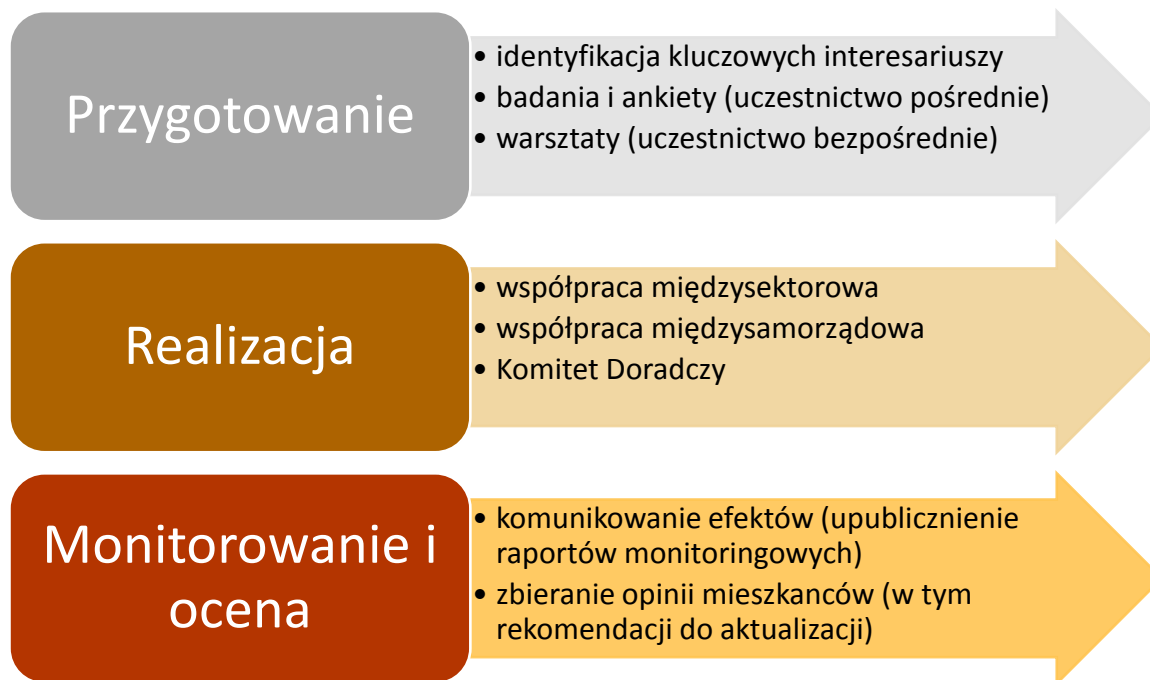 Przygotowanie
• identyfikacja kluczowych interesariuszy
• badania i ankiety (uczestnictwo pośrednie)
• warsztaty (uczestnictwo bezpośrednie)
Realizacja
• współpraca międzysektorowa
• współpraca międzysamorządowa
• Komitet Doradczy
Monitorowanie i
ocena
• komunikowanie efektów (upublicznienie
raportów monitoringowych)
• zbieranie opinii mieszkanców (w tym
rekomendacji do aktualizacji)